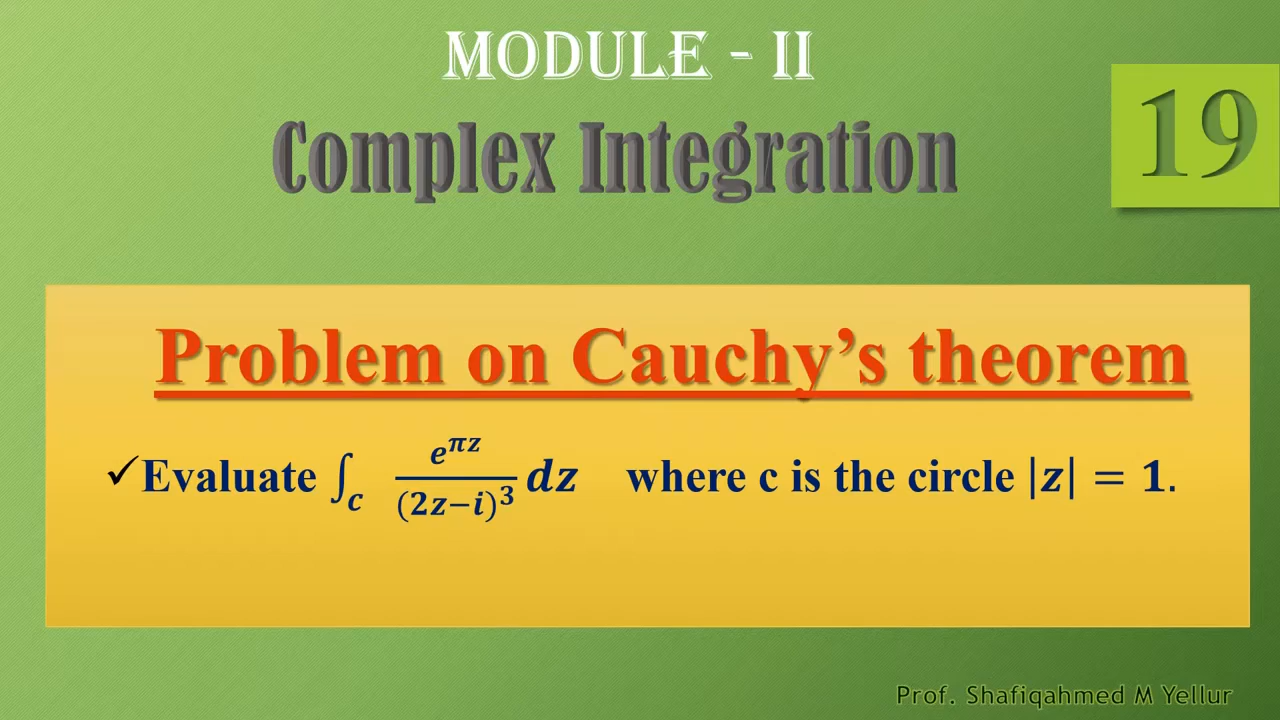 MODULE - II
Complex Integration
19
Problem on Cauchy’s theorem
✓Evaluate ∫_c e^{πz}/(2z−i)^3 dz where c is the circle |z| = 1.
Prof. Shafiqahmed M Yellur